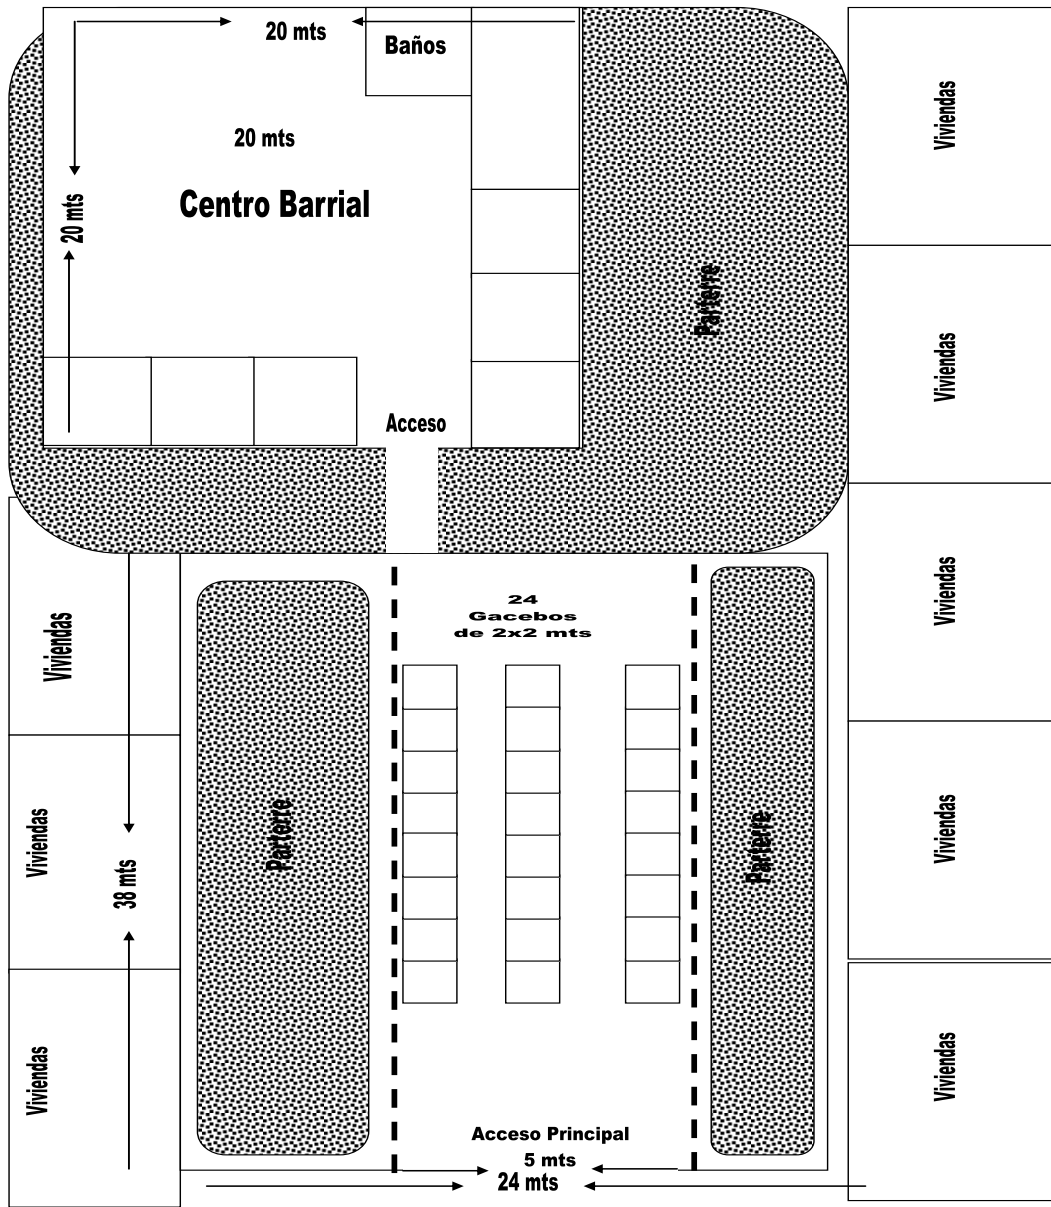 20 mts
Baños
20 mts
Centro Barrial
20 mts
Acceso
Parterre
Viviendas
Viviendas
Viviendas
Viviendas
Viviendas
24
Gacebos
de 2x2 mts
Viviendas
Viviendas
Viviendas
38 mts
Parterre
Parterre
Acceso Principal
5 mts
24 mts